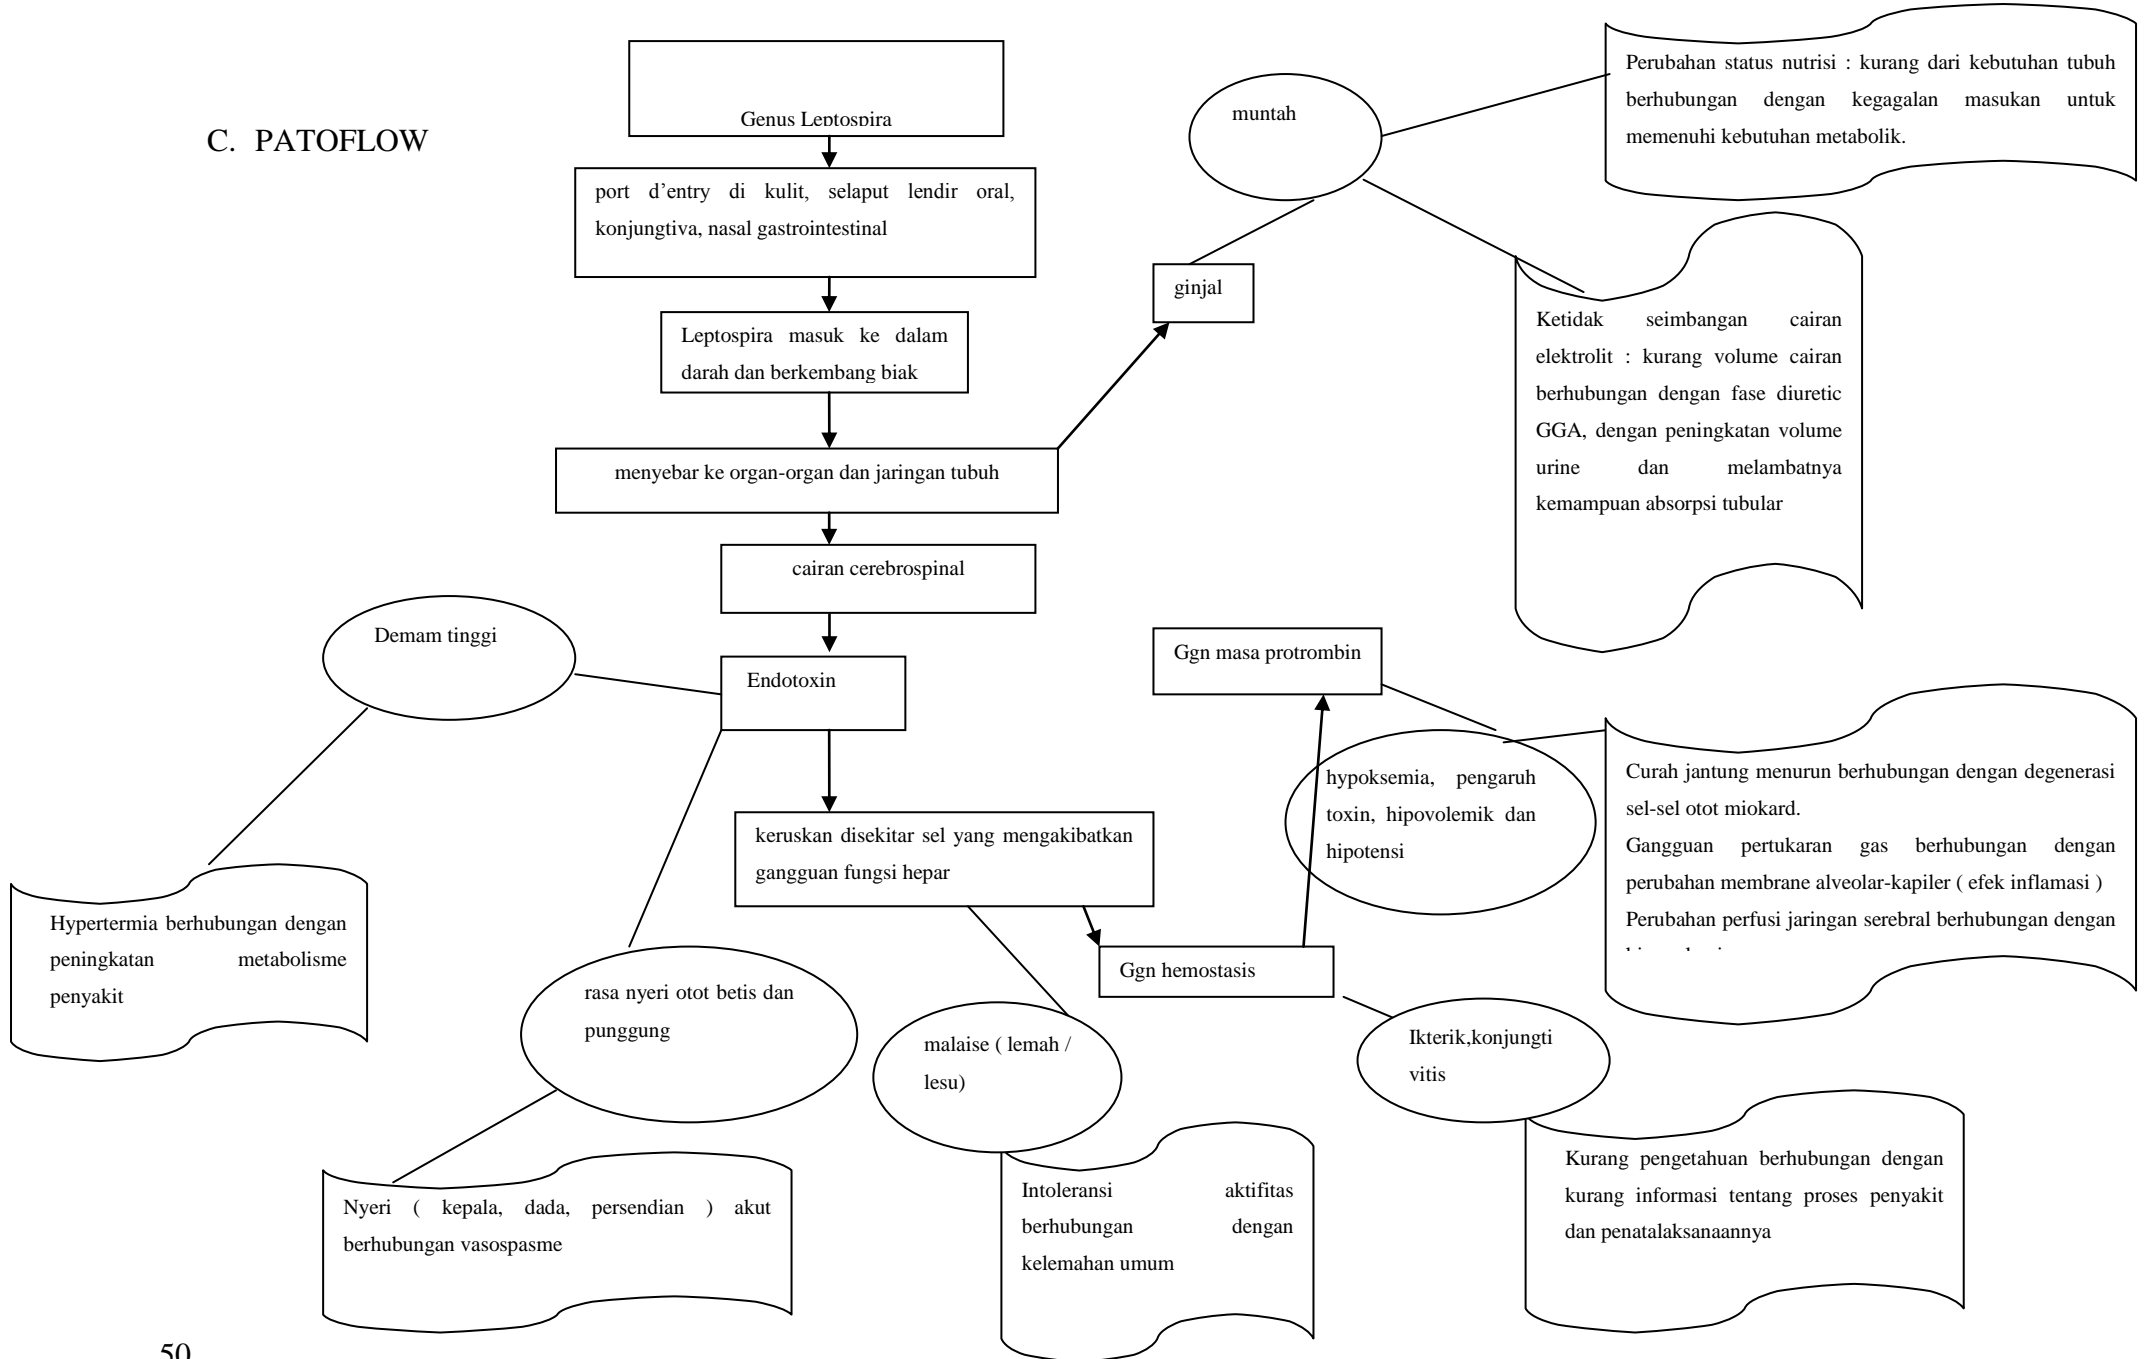 C. PATOFLOW
Genus Leptospira
port d’entry di kulit, selaput lendir oral,
konjungtiva, nasal gastrointestinal
Leptospira masuk ke dalam
darah dan berkembang biak
menyebar ke organ-organ dan jaringan tubuh
cairan cerebrospinal
Endotoxin
keruskan disekitar sel yang mengakibatkan
gangguan fungsi hepar
ginjal
muntah
Perubahan status nutrisi : kurang dari kebutuhan tubuh
berhubungan dengan kegagalan masukan untuk
memenuhi kebutuhan metabolik.
Ketidak seimbangan cairan
elektrolit : kurang volume cairan
berhubungan dengan fase diuretic
GGA, dengan peningkatan volume
urine dan melambatnya
kemampuan absorpsi tubular
Demam tinggi
Hypertermia berhubungan dengan
peningkatan metabolisme
penyakit
rasa nyeri otot betis dan
punggung
Nyeri ( kepala, dada, persendian ) akut
berhubungan vasospasme
malaise ( lemah /
lesu)
Intoleransi aktifitas
berhubungan dengan
kelemahan umum
Ggn hemostasis
Ggn masa protrombin
hypoksemia, pengaruh
toxin, hipovolemik dan
hipotensi
Curah jantung menurun berhubungan dengan degenerasi
sel-sel otot miokard.
Gangguan pertukaran gas berhubungan dengan
perubahan membrane alveolar-kapiler ( efek inflamasi )
Perubahan perfusi jaringan serebral berhubungan dengan
Ikterik,konjungti
vitis
Kurang pengetahuan berhubungan dengan
kurang informasi tentang proses penyakit
dan penatalaksanaannya
50